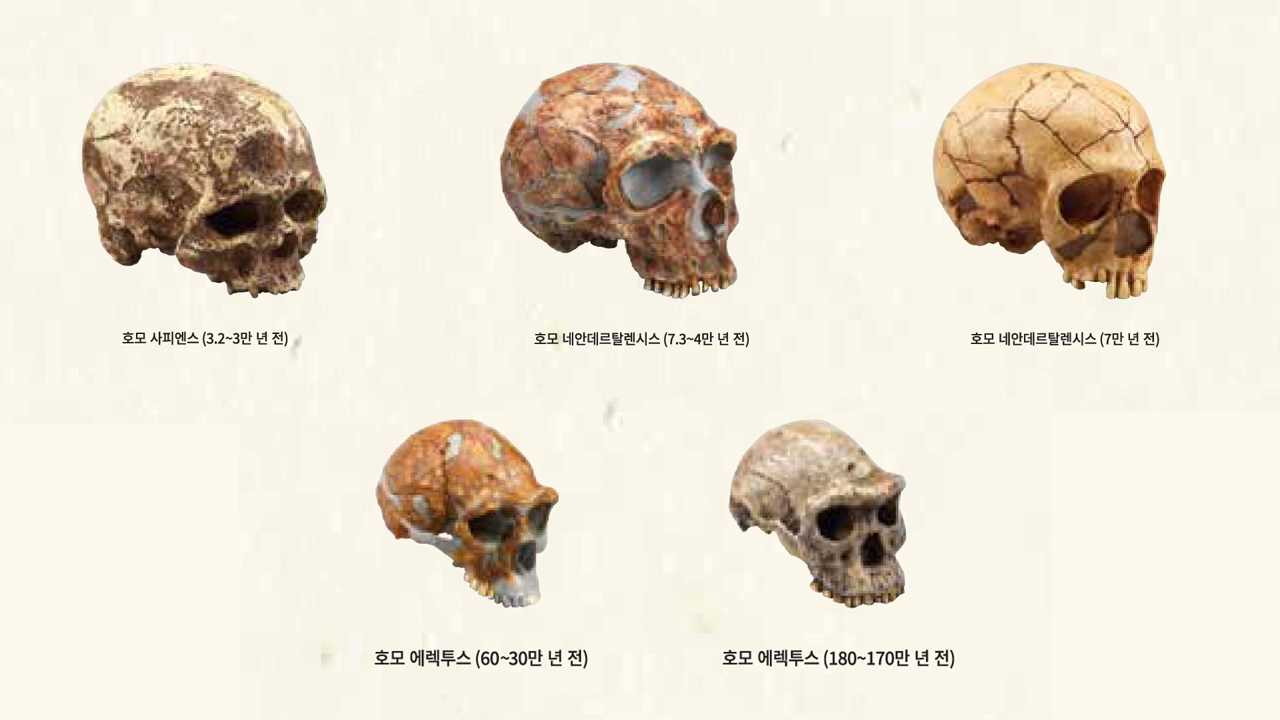 호모 사피엔스 (3.2~3만 년 전)
호모 네안데르탈렌시스 (7.3~4만 년 전)
호모 네안데르탈렌시스 (7만 년 전)
호모 에렉투스 (60~30만 년 전)
호모 에렉투스 (180~170만 년 전)